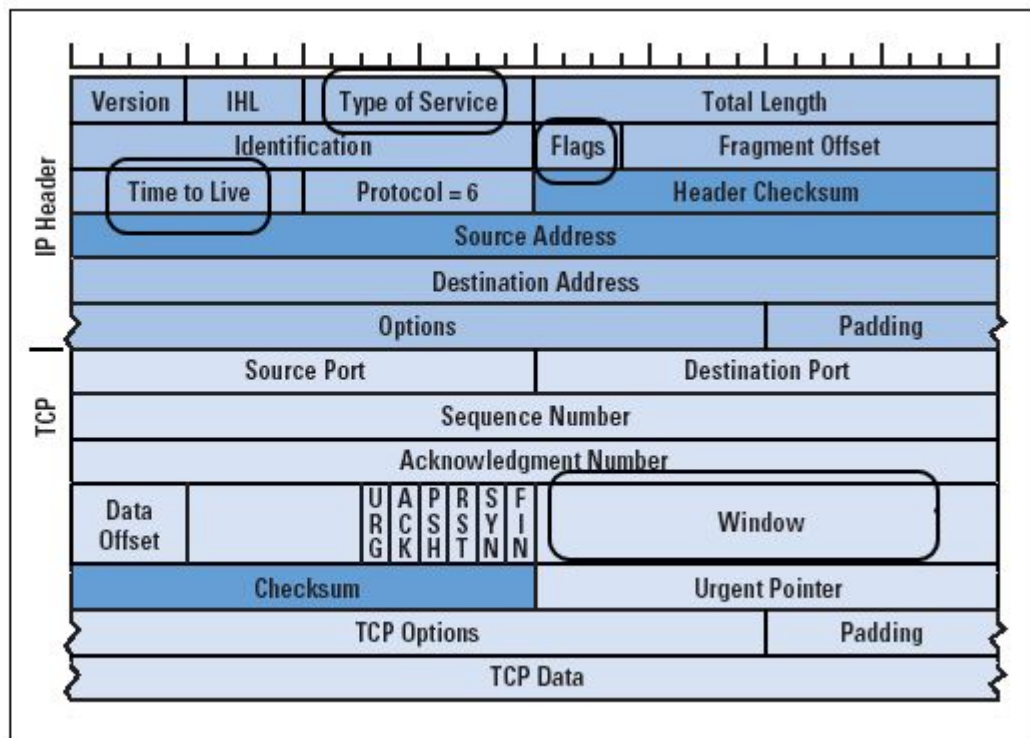 IP Header
Version IHL Type of Service Total Length
Identification Flags Fragment Offset
Time to Live Protocol = 6 Header Checksum
Source Address
Destination Address
Options Padding
TCP
Source Port Destination Port
Sequence Number
Acknowledgment Number
Data Offset URG ACK PSH RST SYN FIN Window
Checksum Urgent Pointer
TCP Options Padding
TCP Data